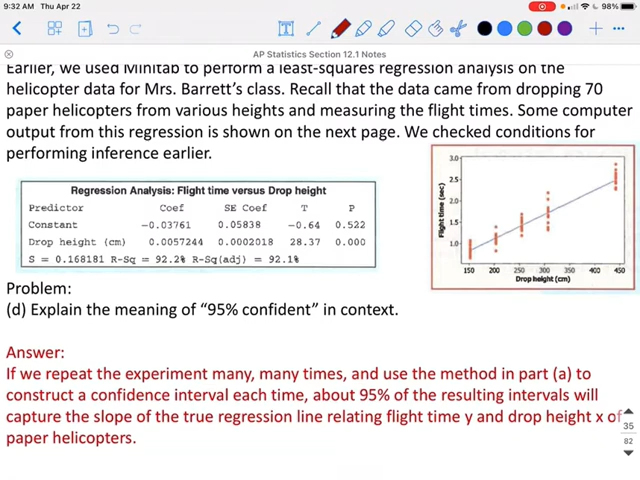 9:32 AM Thu Apr 22
98%
AP Statistics Section 12.1 Notes
Earlier, we used Minitab to perform a least-squares regression analysis on the
helicopter data for Mrs. Barrett's class. Recall that the data came from dropping 70
paper helicopters from various heights and measuring the flight times. Some computer
output from this regression is shown on the next page. We checked conditions for
performing inference earlier.
Regression Analysis: Flight time versus Drop height
Predictor Coef SE Coef T P
Constant -0.03761 0.05838 -0.64 0.522
Drop height (cm) 0.0057244 0.0002018 28.37 0.000
S = 0.168181 R-Sq = 92.2% R-Sq(adj) = 92.1%
3.0
2.5
2.0
1.5
1.0
Flight time (sec)
150 200 250 300 350 400 450
Drop height (cm)
Problem:
(d) Explain the meaning of "95% confident" in context.
Answer:
If we repeat the experiment many, many times, and use the method in part (a) to
construct a confidence interval each time, about 95% of the resulting intervals will
capture the slope of the true regression line relating flight time y and drop height x of
paper helicopters.
35
82